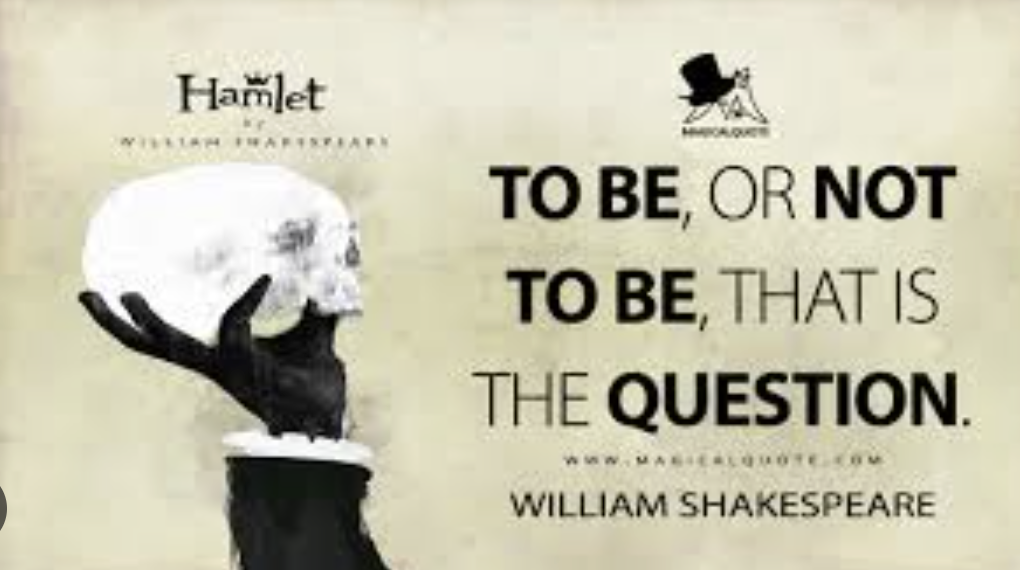 Hamlet
by
WILLIAM SHAKESPEARE
MAGICALQUOTE
TO BE, OR NOT
TO BE, THAT IS
THE QUESTION.
WWW.MAGICALQUOTE.COM
WILLIAM SHAKESPEARE